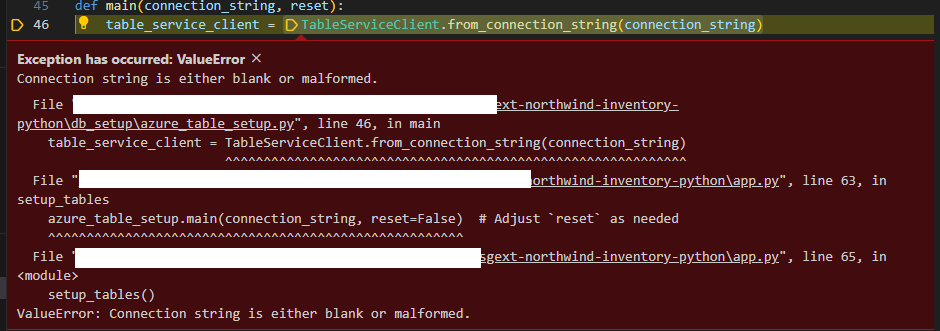 45 def main(connection_string, reset):
46 table_service_client = TableServiceClient.from_connection_string(connection_string)
Exception has occurred: ValueError ×
Connection string is either blank or malformed.
File "ext-northwind-inventory-
python\db_setup\azure_table_setup.py", line 46, in main
table_service_client = TableServiceClient.from_connection_string(connection_string)
^^^^^^^^^^^^^^^^^^^^^^^^^^^^^^^^^^^^^^^^^^^^^^^^^^^^^^^^^^^^
File "northwind-inventory-python\app.py", line 63, in
setup_tables
azure_table_setup.main(connection_string, reset=False)  # Adjust `reset` as needed
^^^^^^^^^^^^^^^^^^^^^^^^^^^^^^^^^^^^^^^^^^^^^^^^^^^^^^
File "sgext-northwind-inventory-python\app.py", line 65, in
<module>
setup_tables()
ValueError: Connection string is either blank or malformed.